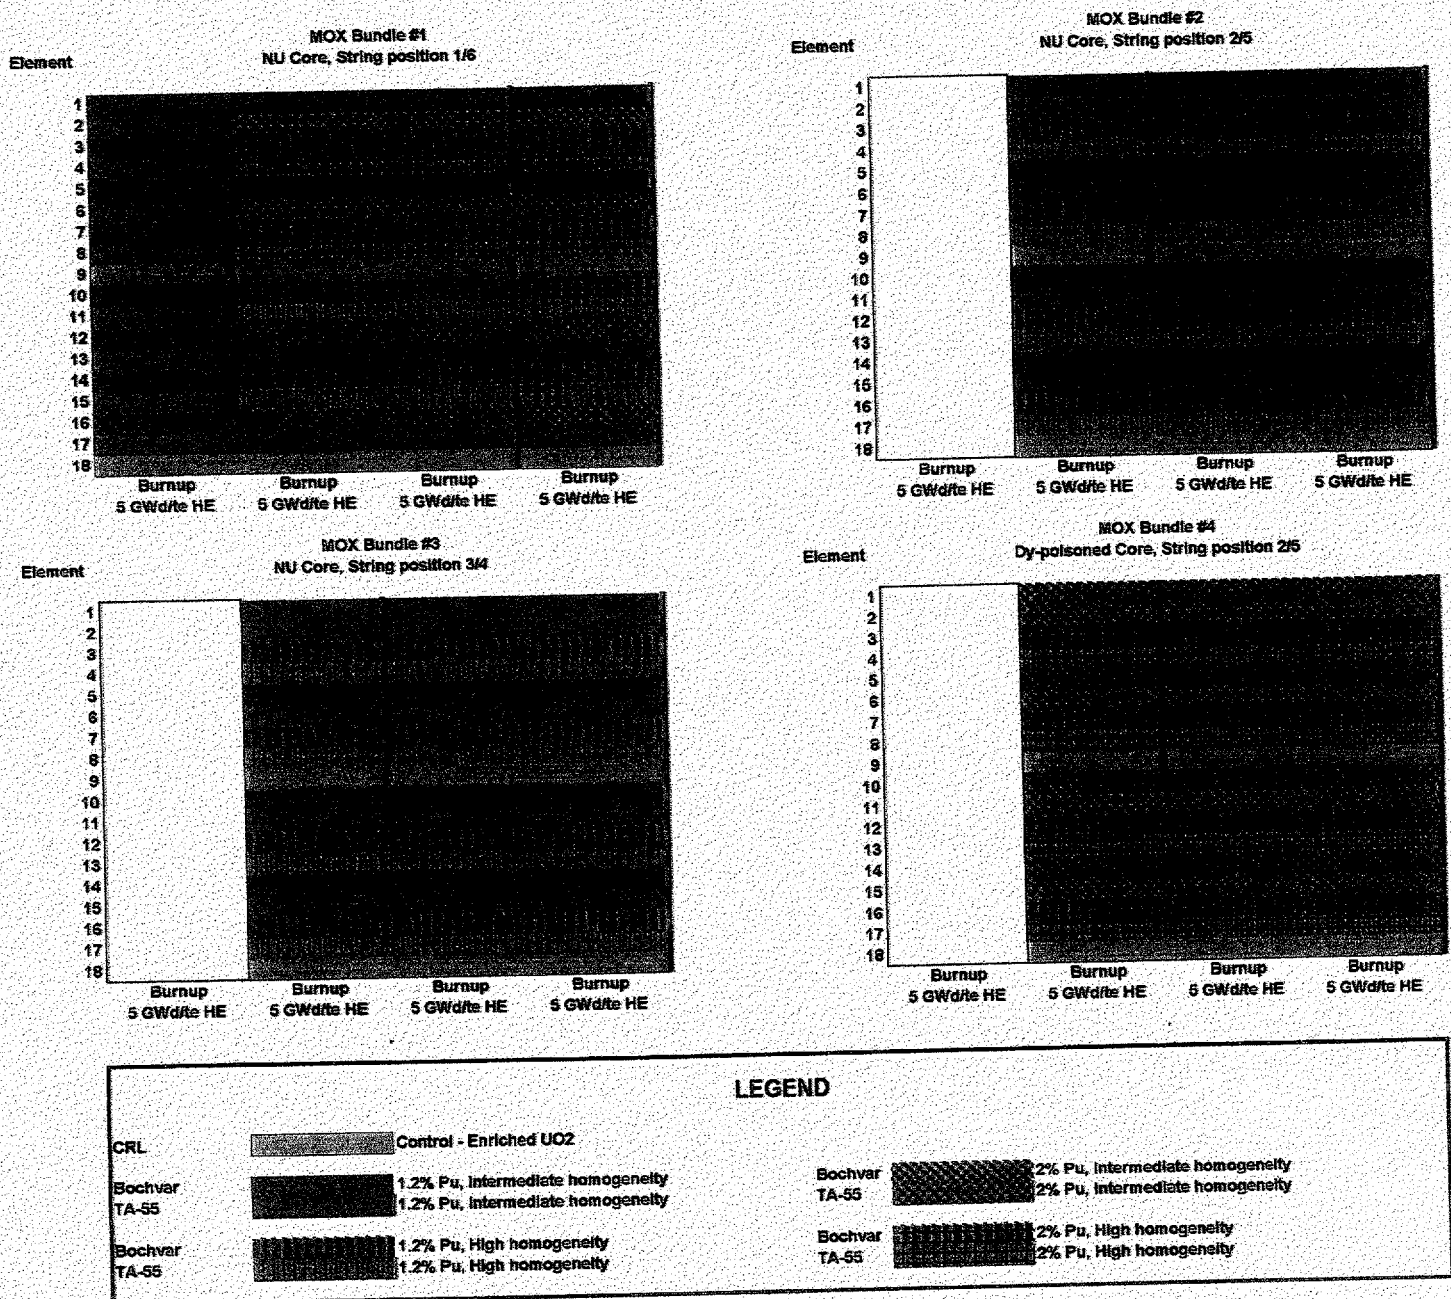 MOX Bundle #1
NU Core, String position 1/6
Element
1
2
3
4
5
6
7
8
9
10
11
12
13
14
15
16
17
18
Burnup Burnup Burnup Burnup
5 GWd/te HE 5 GWd/te HE 5 GWd/te HE 5 GWd/te HE
MOX Bundle #2
NU Core, String position 2/5
Element
1
2
3
4
5
6
7
8
9
10
11
12
13
14
15
16
17
18
Burnup Burnup Burnup Burnup
5 GWd/te HE 5 GWd/te HE 5 GWd/te HE 5 GWd/te HE
MOX Bundle #3
NU Core, String position 3/4
Element
1
2
3
4
5
6
7
8
9
10
11
12
13
14
15
16
17
18
Burnup Burnup Burnup Burnup
5 GWd/te HE 5 GWd/te HE 5 GWd/te HE 5 GWd/te HE
MOX Bundle #4
Dy-poisoned Core, String position 2/5
Element
1
2
3
4
5
6
7
8
9
10
11
12
13
14
15
16
17
18
Burnup Burnup Burnup Burnup
5 GWd/te HE 5 GWd/te HE 5 GWd/te HE 5 GWd/te HE
LEGEND
CRL Control - Enriched UO2
Bochvar 1.2% Pu, Intermediate homogeneity
TA-55 1.2% Pu, Intermediate homogeneity
Bochvar 1.2% Pu, High homogeneity
TA-55 1.2% Pu, High homogeneity
Bochvar 2% Pu, Intermediate homogeneity
TA-55 2% Pu, Intermediate homogeneity
Bochvar 2% Pu, High homogeneity
TA-55 2% Pu, High homogeneity